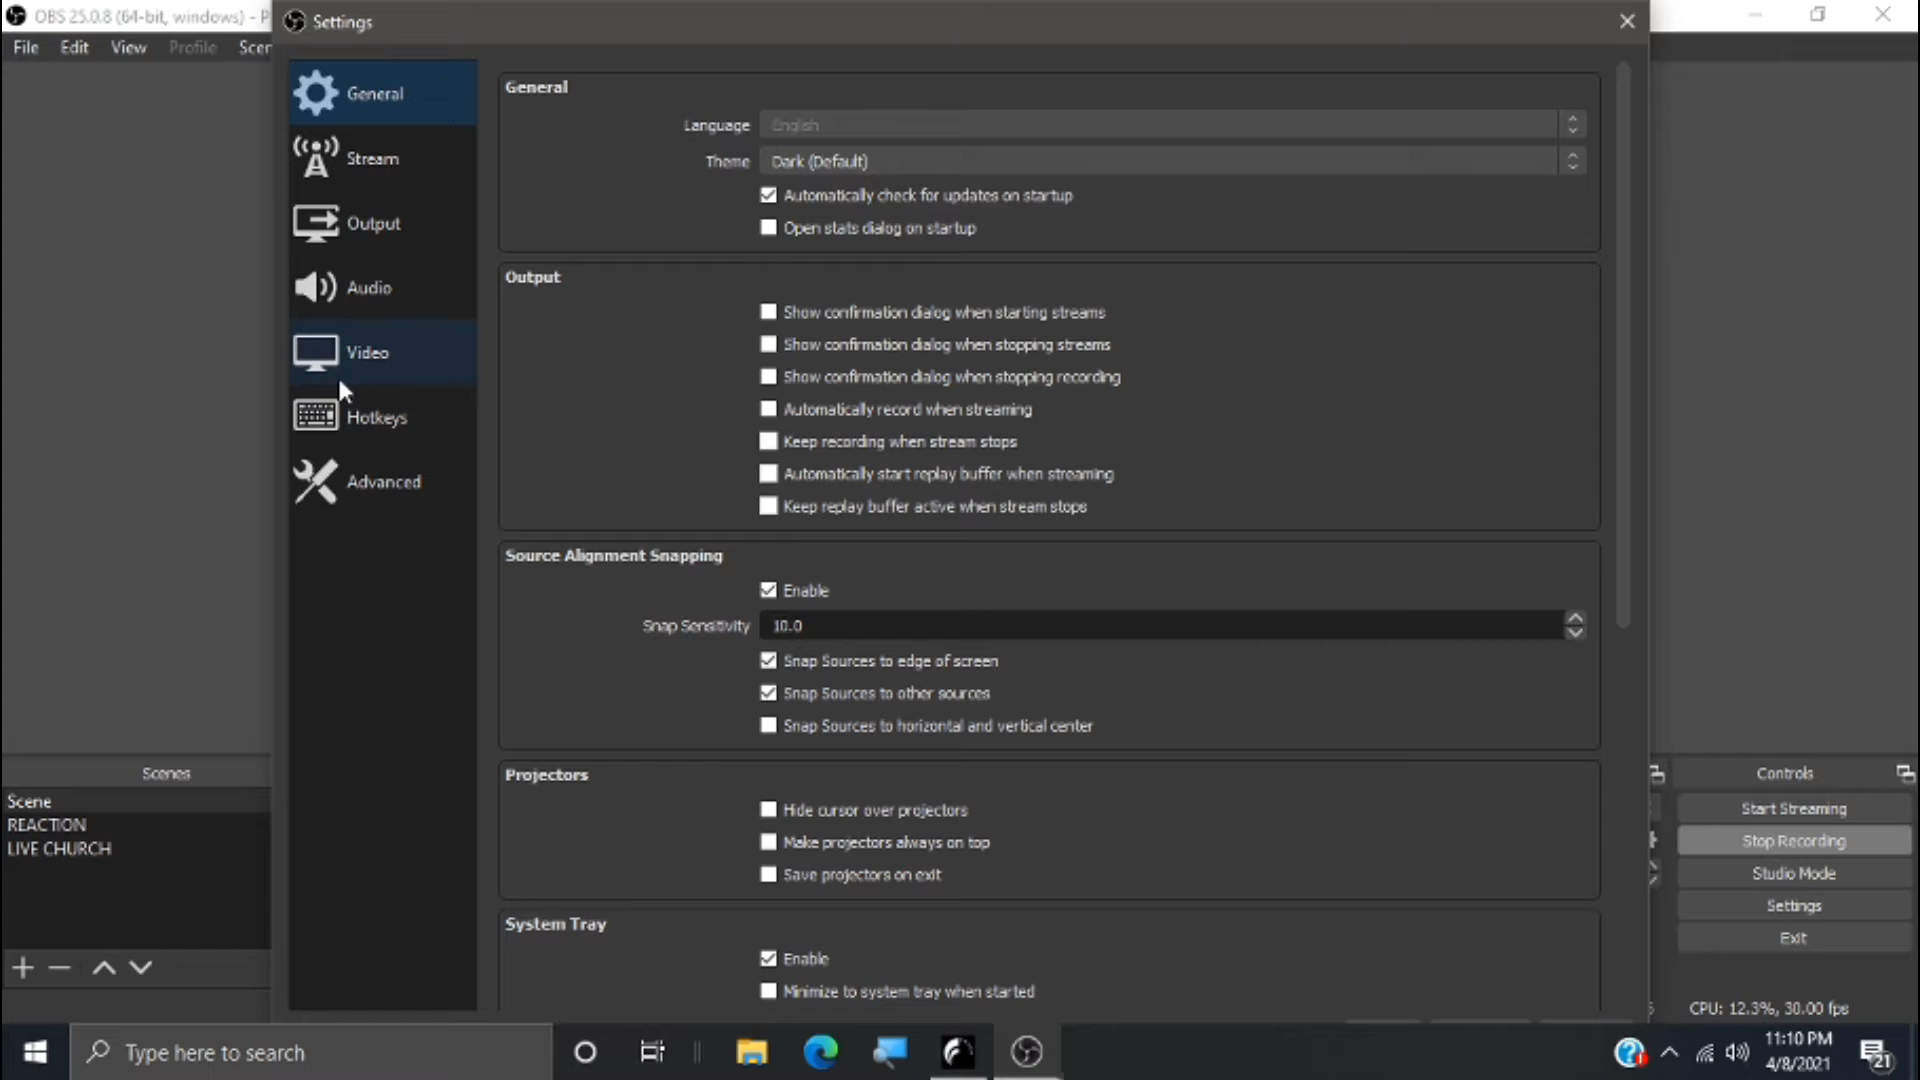 OBS 25.0.8 (64-bit, windows) - P
Settings
File Edit View Profile Scen
General
Stream
Output
Audio
Video
Hotkeys
Advanced
General
Language English
Theme Dark (Default)
Automatically check for updates on startup
Open stats dialog on startup
Output
Show confirmation dialog when starting streams
Show confirmation dialog when stopping streams
Show confirmation dialog when stopping recording
Automatically record when streaming
Keep recording when stream stops
Automatically start replay buffer when streaming
Keep replay buffer active when stream stops
Source Alignment Snapping
Enable
Snap Sensitivity 10.0
Snap Sources to edge of screen
Snap Sources to other sources
Snap Sources to horizontal and vertical center
Projectors
Hide cursor over projectors
Make projectors always on top
Save projectors on exit
System Tray
Enable
Minimize to system tray when started
Scenes
Scene
REACTION
LIVE CHURCH
Controls
Start Streaming
Stop Recording
Studio Mode
Settings
Exit
CPU: 12.3%, 30.00 fps
Type here to search
11:10 PM
4/8/2021
21